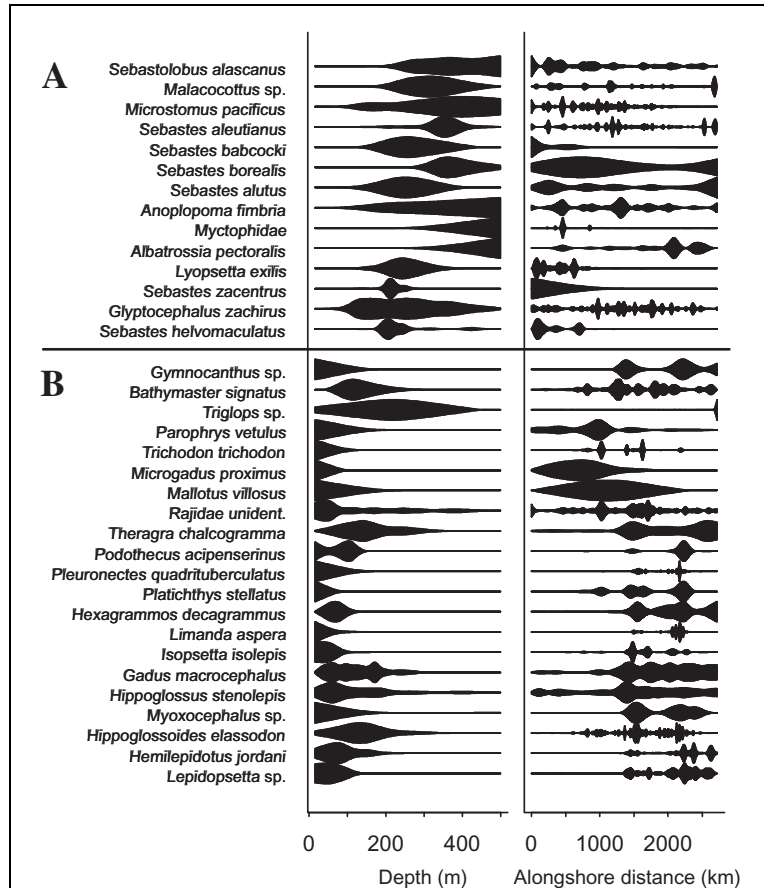 A
Sebastolobus alascanus
Malacocottus sp.
Microstomus pacificus
Sebastes aleutianus
Sebastes babcocki
Sebastes borealis
Sebastes alutus
Anoplopoma fimbria
Myctophidae
Albatrossia pectoralis
Lyopsetta exilis
Sebastes zacentrus
Glyptocephalus zachirus
Sebastes helvomaculatus
B
Gymnocanthus sp.
Bathymaster signatus
Triglops sp.
Parophrys vetulus
Trichodon trichodon
Microgadus proximus
Mallotus villosus
Rajidae unident.
Theragra chalcogramma
Podothecus acipenserinus
Pleuronectes quadrituberculatus
Platichthys stellatus
Hexagrammos decagrammus
Limanda aspera
Isopsetta isolepis
Gadus macrocephalus
Hippoglossus stenolepis
Myoxocephalus sp.
Hippoglossoides elassodon
Hemilepidotus jordani
Lepidopsetta sp.
0 200 400 0 1000 2000
Depth (m) Alongshore distance (km)